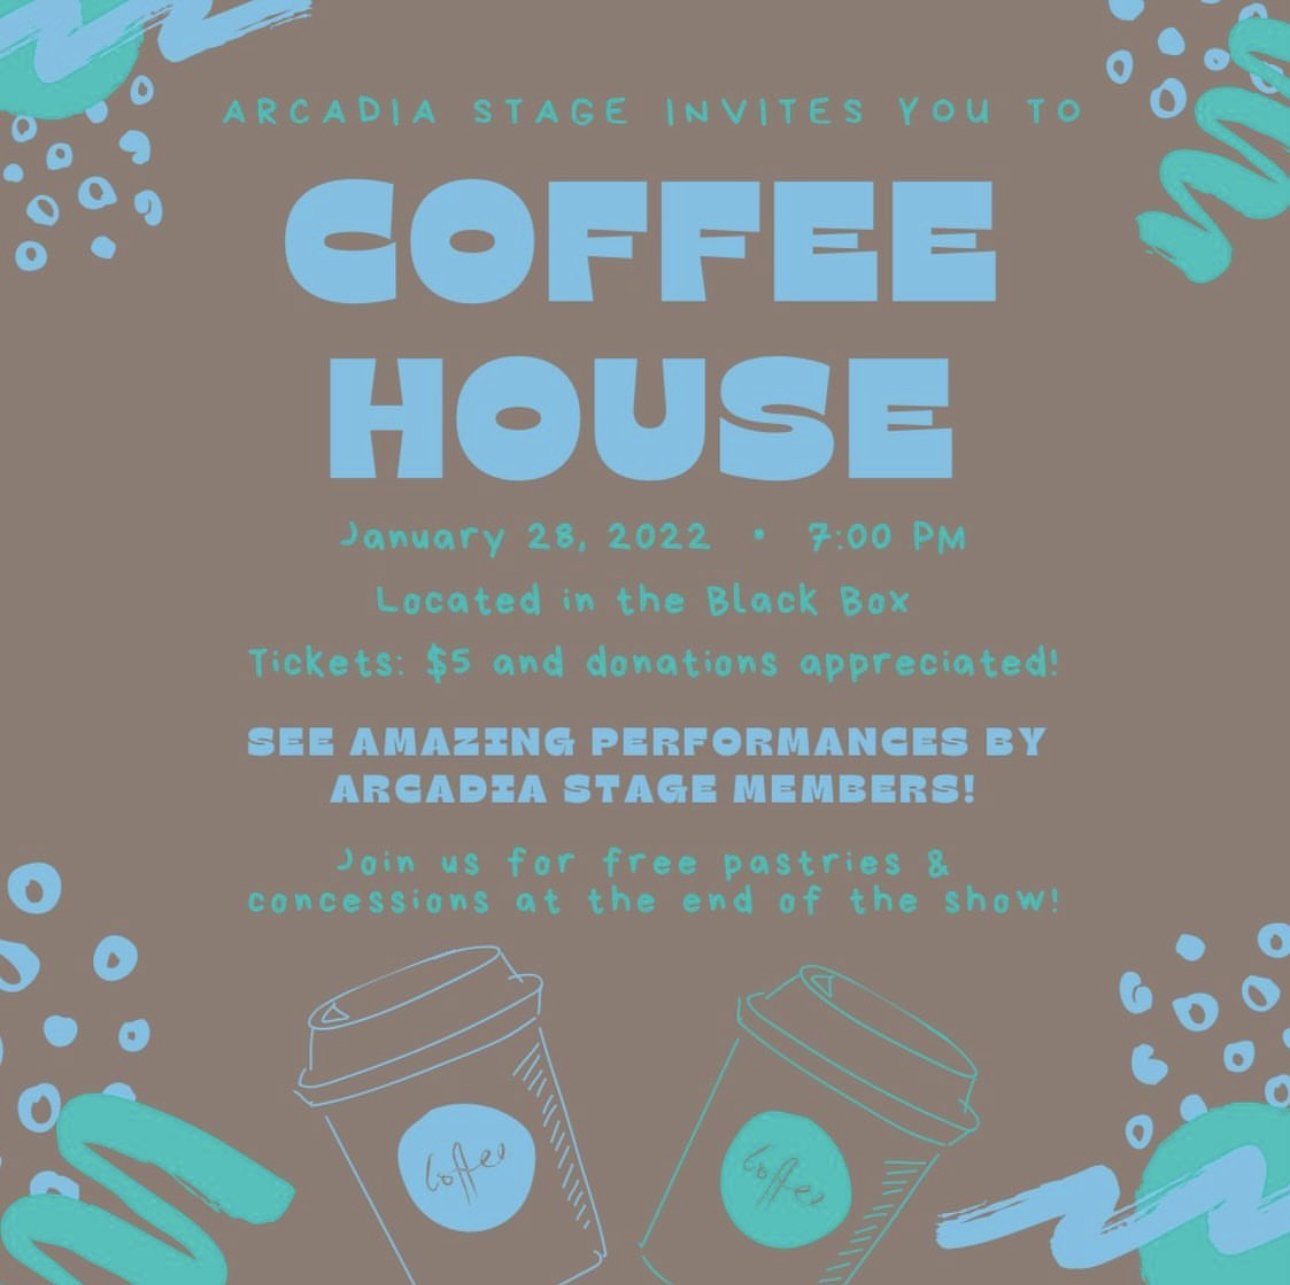 ARCADIA STAGE INVITES YOU TO
COFFEE
HOUSE
January 28, 2022 • 7:00 PM
Located in the Black Box
Tickets: $5 and donations appreciated!
SEE AMAZING PERFORMANCES BY
ARCADIA STAGE MEMBERS!
Join us for free pastries &
concessions at the end of the show!
Coffee
Coffee